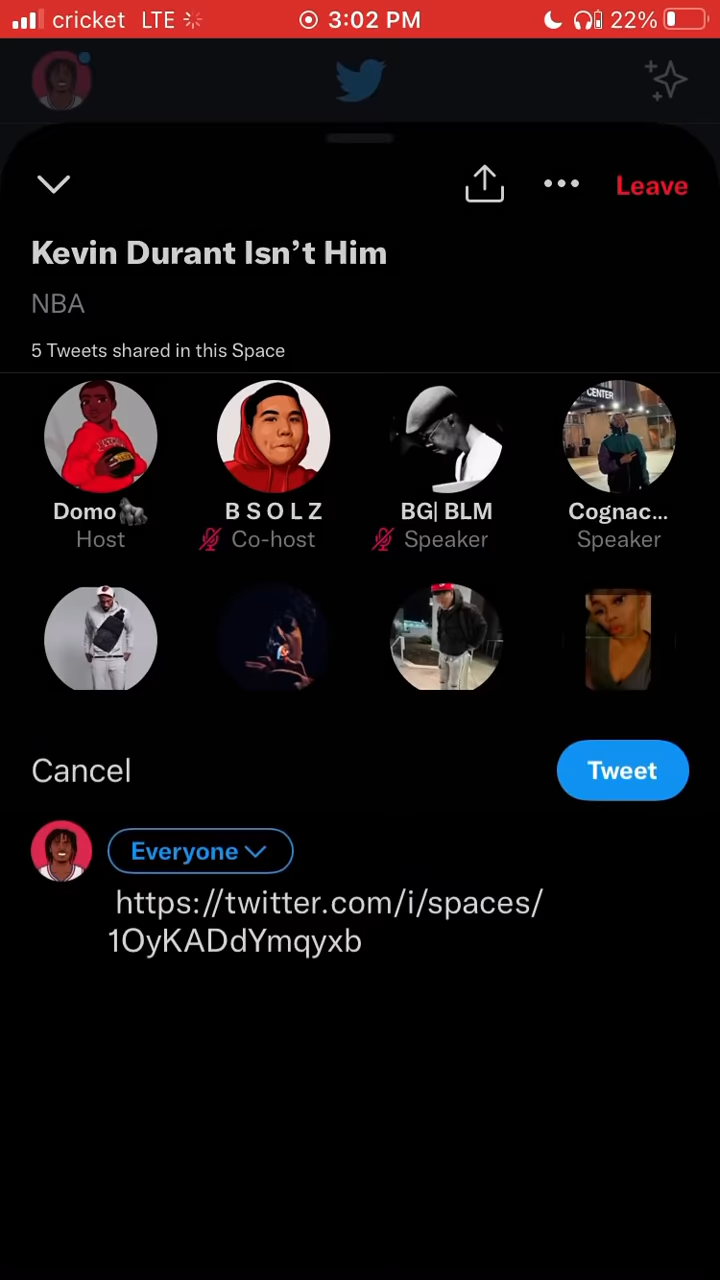 cricket LTE 3:02 PM 22%
Leave
Kevin Durant Isn’t Him
NBA
5 Tweets shared in this Space
CENTER
Domo🦍 B S O L Z BG| BLM Cognac...
Host Co-host Speaker Speaker
Cancel Tweet
Everyone
https://twitter.com/i/spaces/
1OyKADdYmqyxb